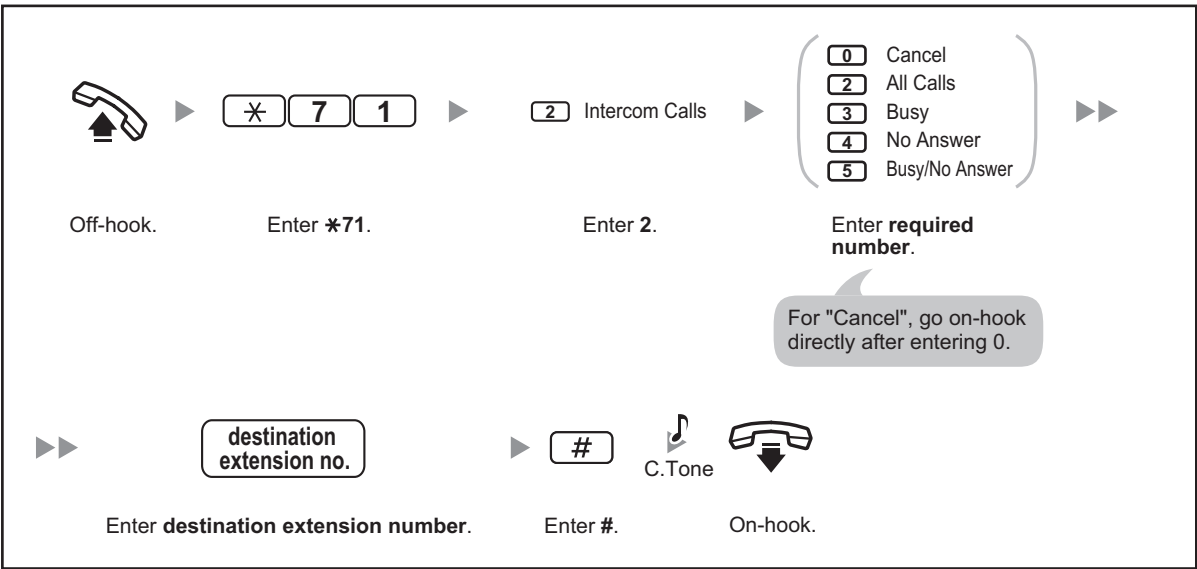 0 Cancel
2 All Calls
3 Busy
4 No Answer
5 Busy/No Answer
* 7 1
2 Intercom Calls
Off-hook.
Enter *71.
Enter 2.
Enter required
number.
For "Cancel", go on-hook
directly after entering 0.
destination
extension no.
#
C.Tone
Enter destination extension number.
Enter #.
On-hook.